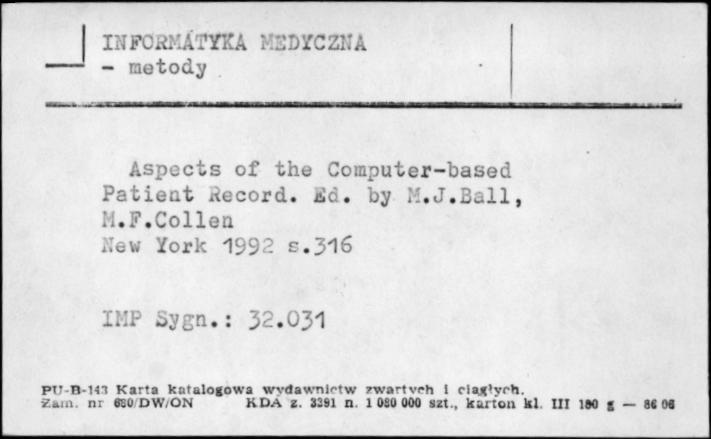 INFORMATYKA MEDYCZNA
- metody
Aspects of the Computer-based
Patient Record. Ed. by M.J.Ball,
M.F.Collen
New York 1992 s.316
IMP Sygn.: 32.031
PU-B-143 Karta katalogowa wydawnictw zwartych i ciągłych.
Zam. nr 680/DW/ON KDA z. 3391 n. 1 080 000 szt., karton kl. III 180 g — 86 06